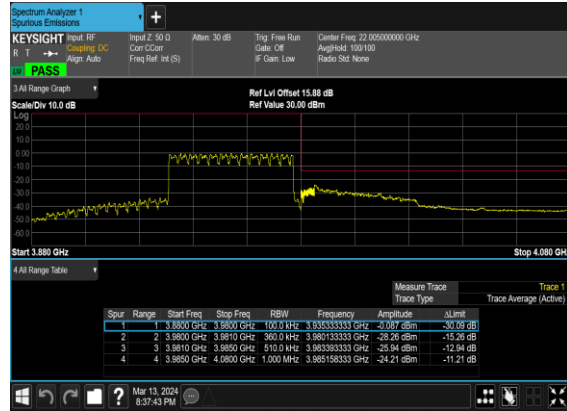 Spectrum Analyzer 1
Spurious Emissions
+
KEYSIGHT Input: RF Input Z: 50 Ω Atten: 30 dB Trig: Free Run Center Freq: 22.005000000 GHz
R T Coupling: DC Corr CCorr Gate: Off Avg|Hold: 100/100
Align: Auto Freq Ref: Int (S) IF Gain: Low Radio Std: None
PASS
3 All Range Graph
Ref Lvl Offset 15.88 dB
Scale/Div 10.0 dB Ref Value 30.00 dBm
Log
20.0
10.0
0.00
-10.0
-20.0
-30.0
-40.0
-50.0
-60.0
Start 3.880 GHz Stop 4.080 GH
4 All Range Table
Measure Trace Trace 1
Trace Type Trace Average (Active)
Spur Range Start Freq Stop Freq RBW Frequency Amplitude ΔLimit
1 1 3.8800 GHz 3.9800 GHz 100.0 kHz 3.935333333 GHz -0.087 dBm -30.09 dB
2 2 3.9800 GHz 3.9810 GHz 360.0 kHz 3.980133333 GHz -28.26 dBm -15.26 dB
3 3 3.9810 GHz 3.9850 GHz 510.0 kHz 3.983393333 GHz -25.94 dBm -12.94 dB
4 4 3.9850 GHz 4.0800 GHz 1.000 MHz 3.985158333 GHz -24.21 dBm -11.21 dB
? Mar 13, 2024
8:37:43 PM